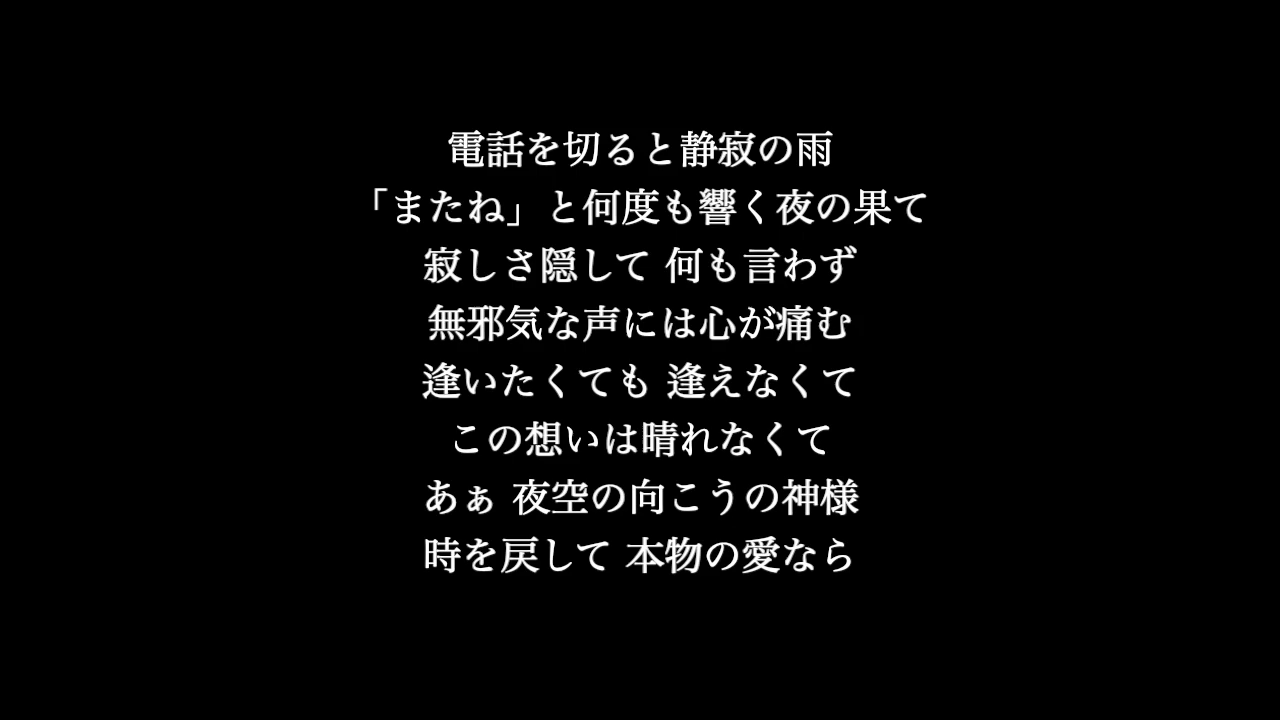 電話を切ると静寂の雨
「またね」と何度も響く夜の果て
寂しさ隠して 何も言わず
無邪気な声には心が痛む
逢いたくても 逢えなくて
この想いは晴れなくて
あぁ 夜空の向こうの神様
時を戻して 本物の愛なら